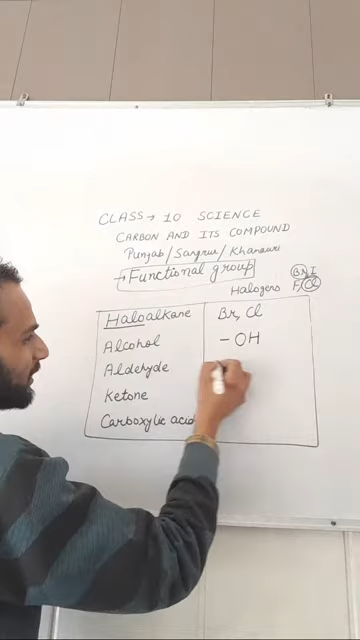 CLASS → 10 SCIENCE
CARBON AND ITS COMPOUND
Punjab/Sangrur/Khanauri
→ Functional group
Br, I
Halogens F, Cl
Haloalkane Br, Cl
Alcohol - OH
Aldehyde
Ketone
Carboxylic acid